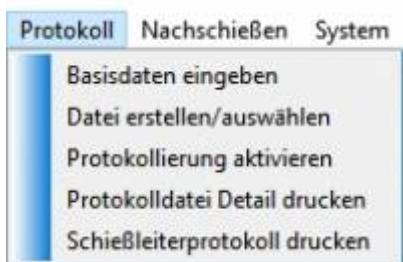 Protokoll Nachschießen System
Basisdaten eingeben
Datei erstellen/auswählen
Protokollierung aktivieren
Protokolldatei Detail drucken
Schießleiterprotokoll drucken